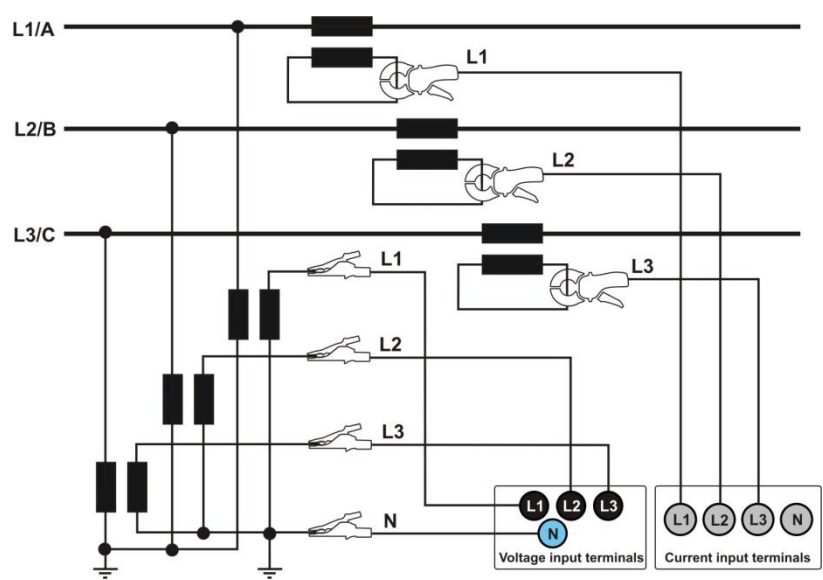 L1/A
L1
L2/B
L2
L3/C
L1
L3
L2
L3
N
L1 L2 L3
N
Voltage input terminals
L1 L2 L3 N
Current input terminals